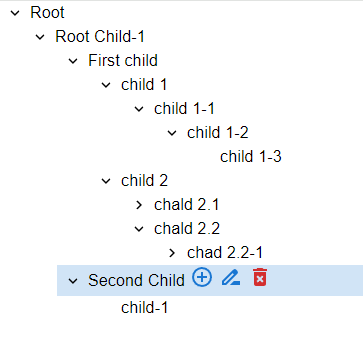 Root
Root Child-1
First child
child 1
child 1-1
child 1-2
child 1-3
child 2
chald 2.1
chald 2.2
chad 2.2-1
Second Child
child-1